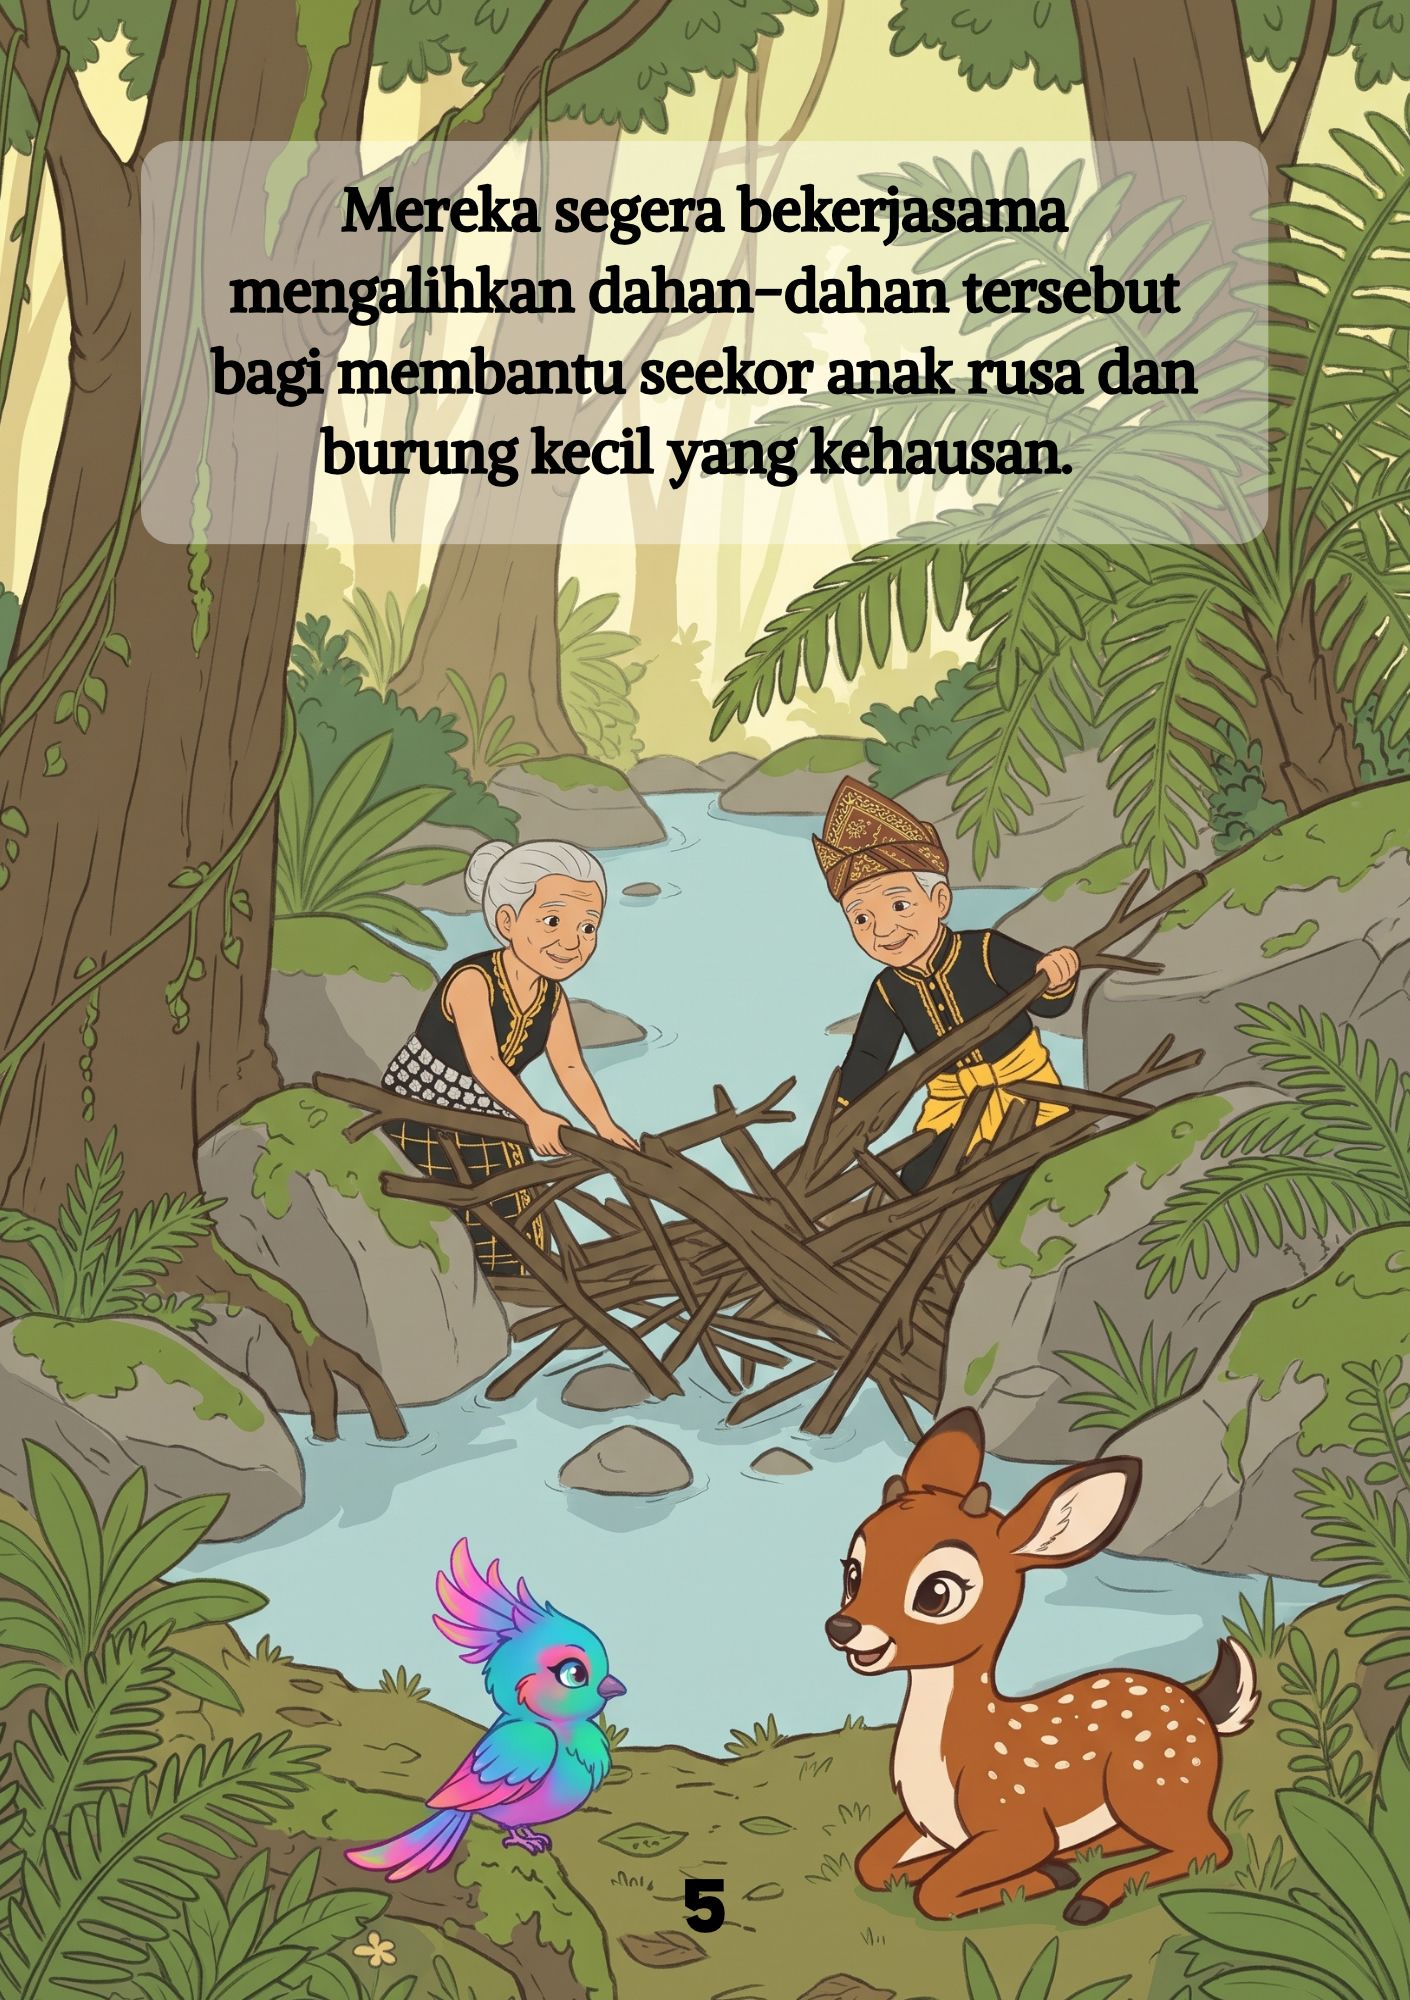 Mereka segera bekerjasama
mengalihkan dahan-dahan tersebut
bagi membantu seekor anak rusa dan
burung kecil yang kehausan.
5